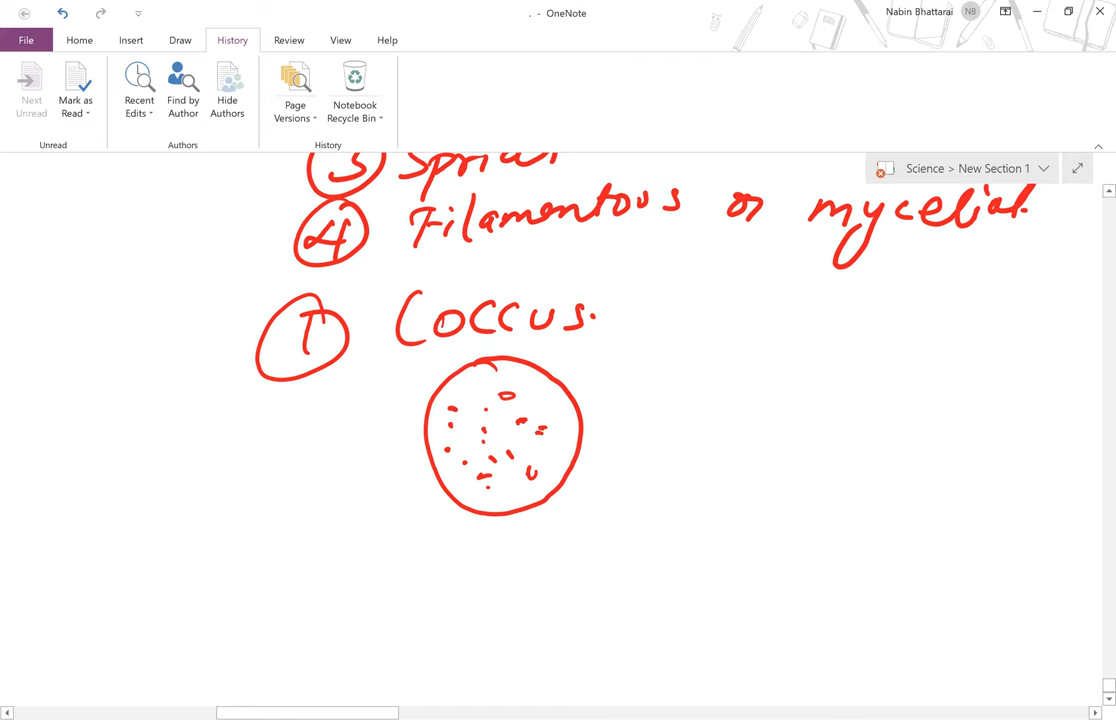 . - OneNote
Nabin Bhattarai NB
File Home Insert Draw History Review View Help
Next Unread
Mark as Read
Recent Edits
Find by Author
Hide Authors
Page Versions
Notebook Recycle Bin
Unread Authors History
Science > New Section 1
3
4 Filamentous or mycelial.
1 Coccus.